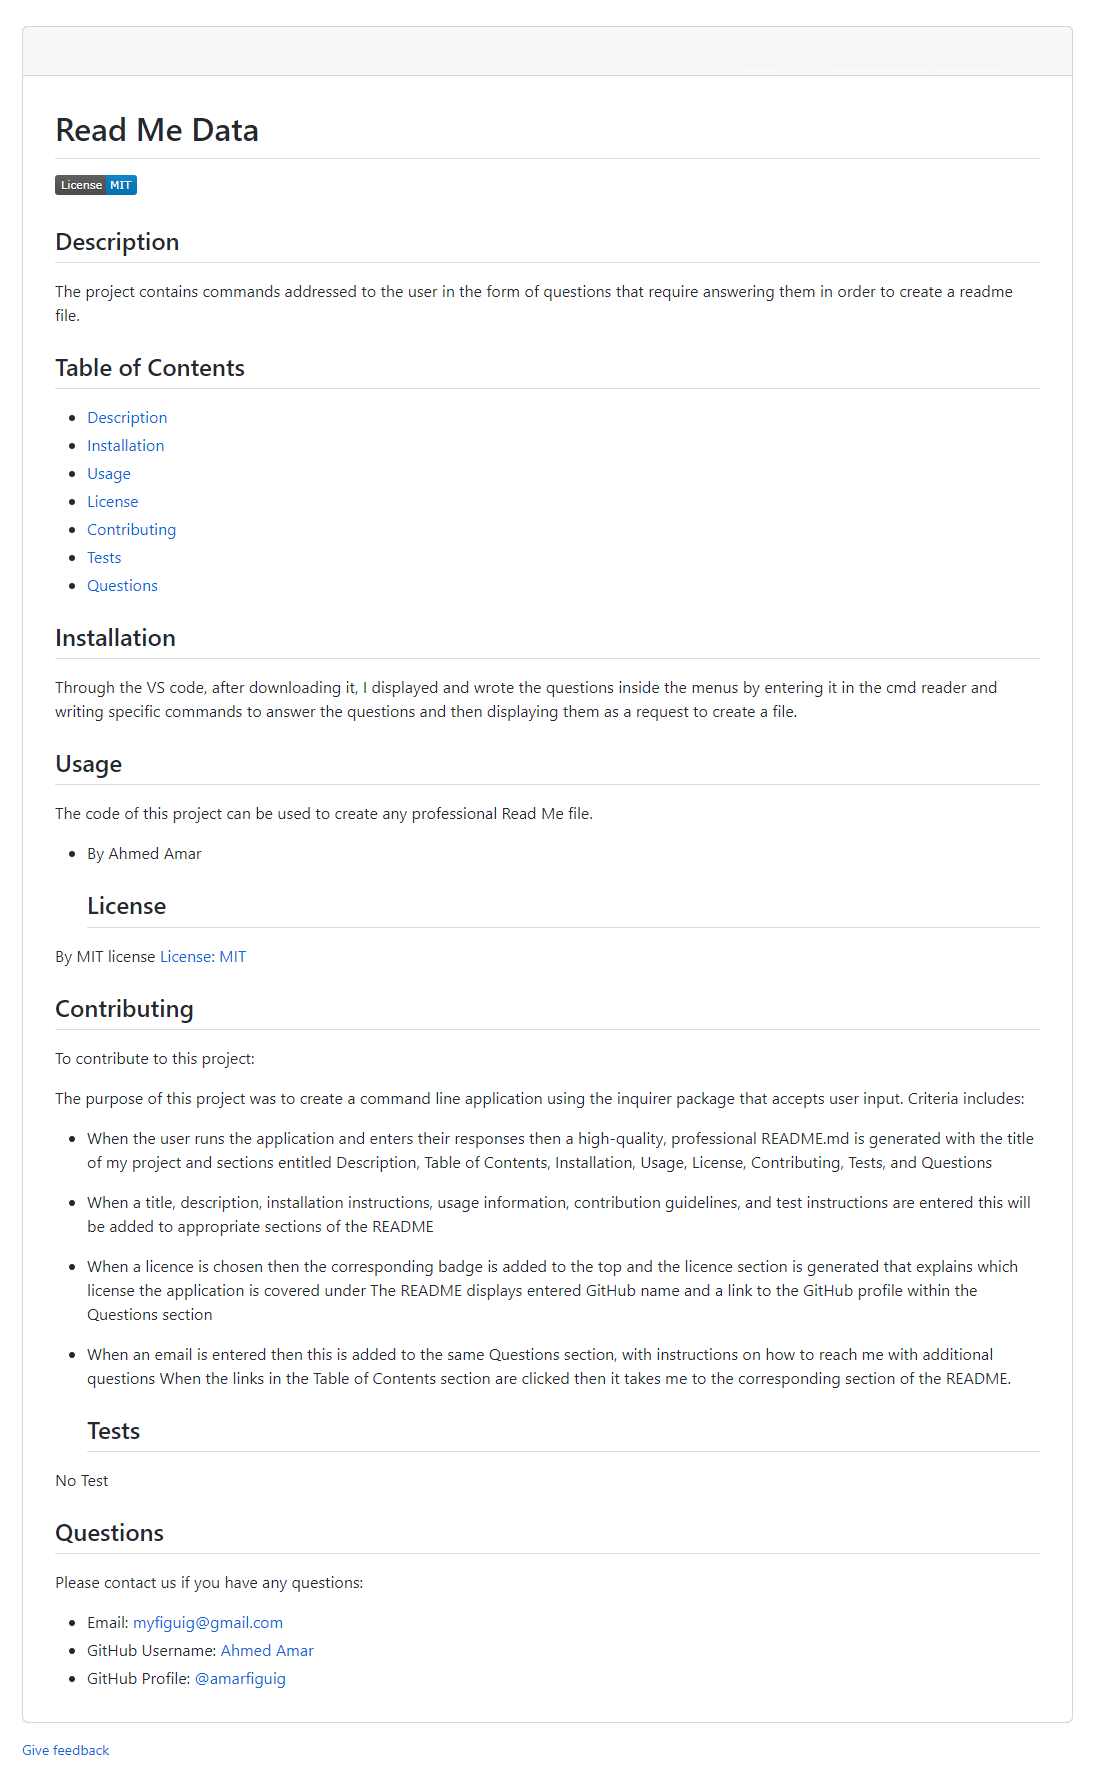 Read Me Data
License MIT
Description
The project contains commands addressed to the user in the form of questions that require answering them in order to create a readme
file.
Table of Contents
Description
Installation
Usage
License
Contributing
Tests
Questions
Installation
Through the VS code, after downloading it, I displayed and wrote the questions inside the menus by entering it in the cmd reader and
writing specific commands to answer the questions and then displaying them as a request to create a file.
Usage
The code of this project can be used to create any professional Read Me file.
By Ahmed Amar
License
By MIT license License: MIT
Contributing
To contribute to this project:
The purpose of this project was to create a command line application using the inquirer package that accepts user input. Criteria includes:
When the user runs the application and enters their responses then a high-quality, professional README.md is generated with the title
of my project and sections entitled Description, Table of Contents, Installation, Usage, License, Contributing, Tests, and Questions
When a title, description, installation instructions, usage information, contribution guidelines, and test instructions are entered this will
be added to appropriate sections of the README
When a licence is chosen then the corresponding badge is added to the top and the licence section is generated that explains which
license the application is covered under The README displays entered GitHub name and a link to the GitHub profile within the
Questions section
When an email is entered then this is added to the same Questions section, with instructions on how to reach me with additional
questions When the links in the Table of Contents section are clicked then it takes me to the corresponding section of the README.
Tests
No Test
Questions
Please contact us if you have any questions:
Email: myfiguig@gmail.com
GitHub Username: Ahmed Amar
GitHub Profile: @amarfiguig
Give feedback